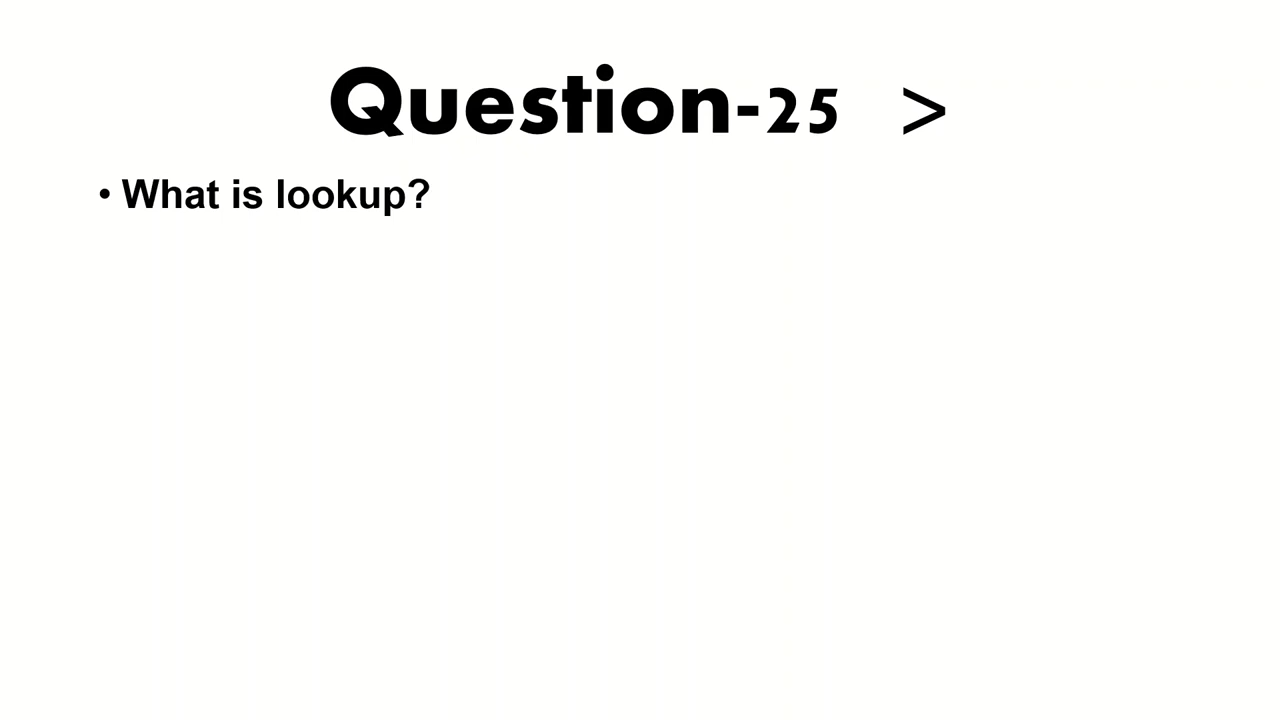 Question-25 >
• What is lookup?